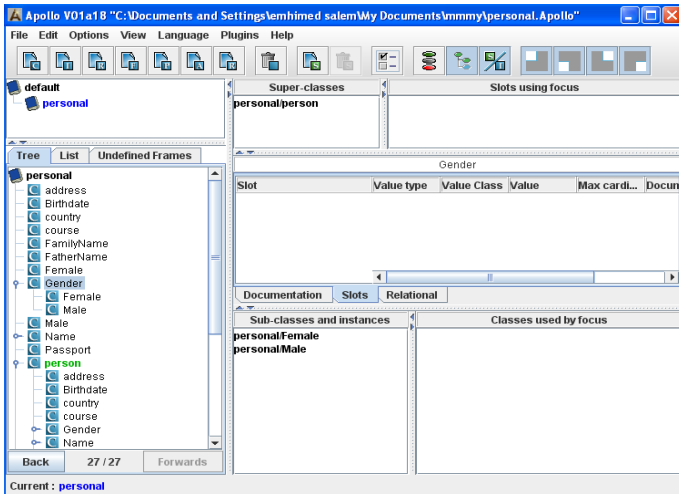 Apollo V01a18 "C:\Documents and Settings\emhimed salem\My Documents\mmmy\personal.Apollo"
File Edit Options View Language Plugins Help
default
personal
Super-classes
personal/person
Slots using focus
Tree List Undefined Frames
personal
address
Birthdate
country
course
FamilyName
FatherName
Female
Gender
Female
Male
Male
Name
Passport
person
address
Birthdate
country
course
Gender
Name
Back 27 / 27 Forwards
Gender
Slot Value type Value Class Value Max cardi... Docun
Documentation Slots Relational
Sub-classes and instances
personal/Female
personal/Male
Classes used by focus
Current : personal